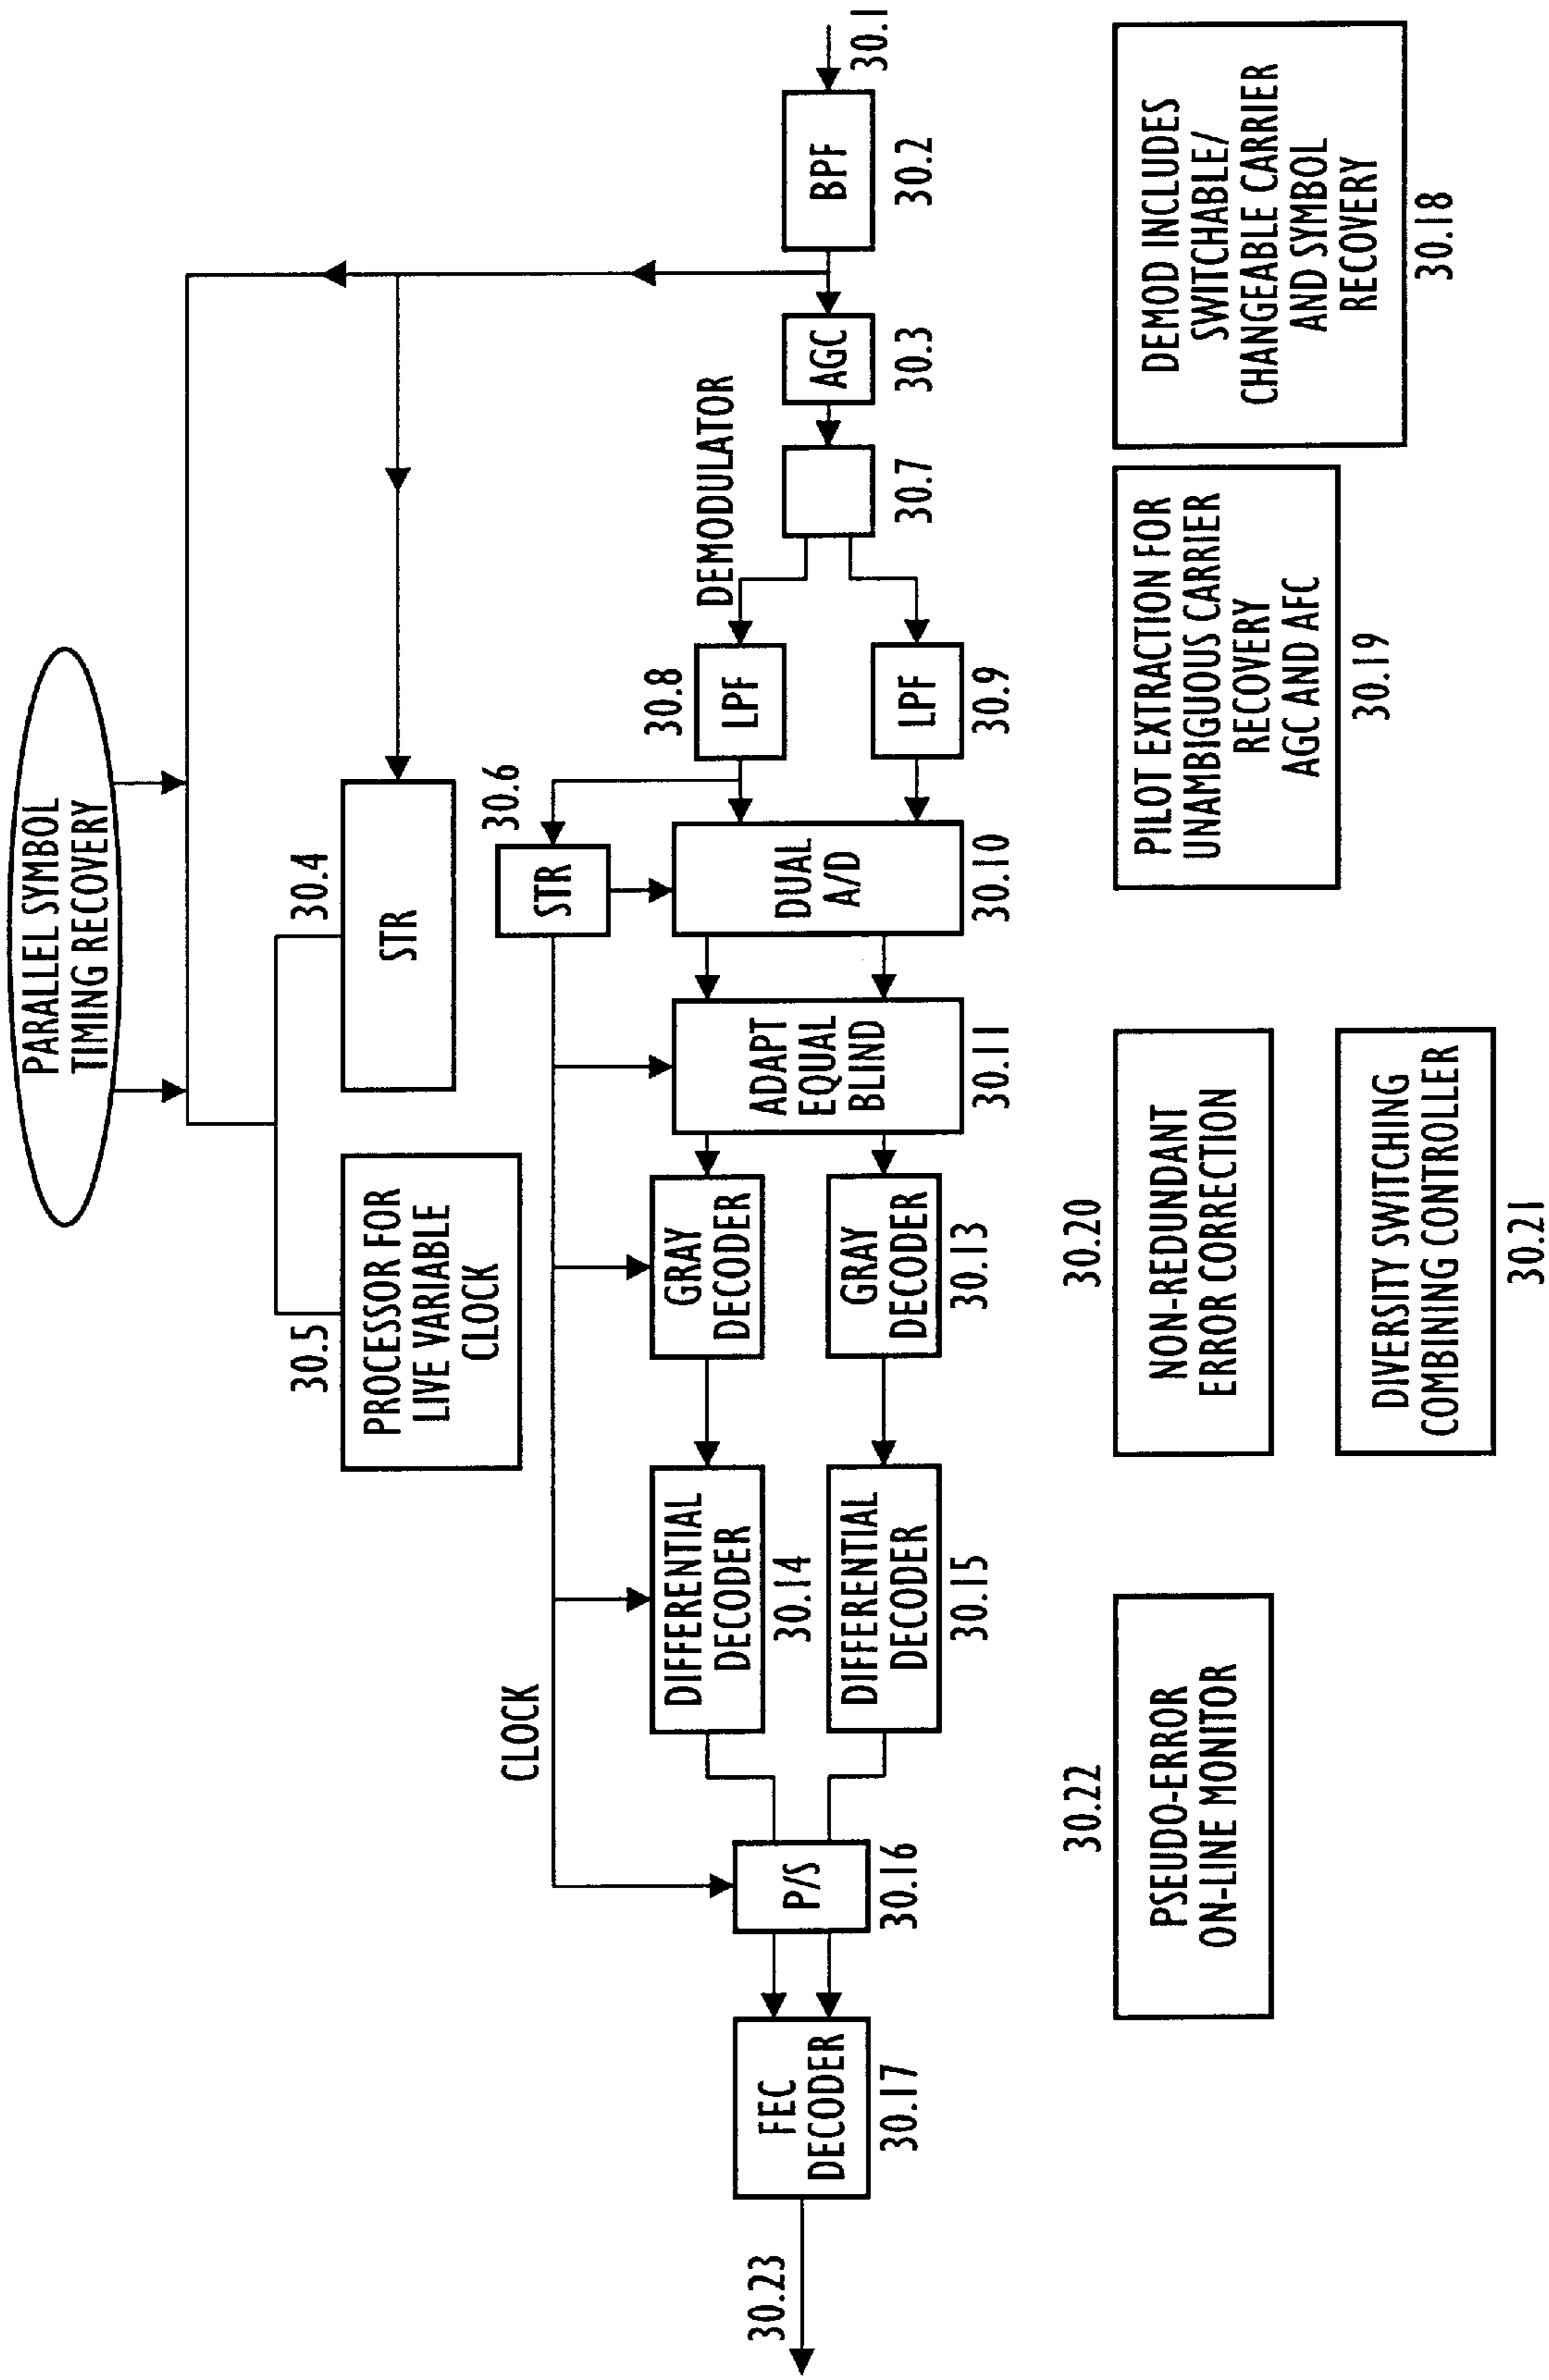 PARALLEL SYMBOL
TIMING RECOVERY
30.5
PROCESSOR FOR
LIVE VARIABLE
CLOCK
30.4
STR
CLOCK
30.6
STR
DEMODULATOR
30.23
FEC
DECODER
30.17
P/S
30.16
DIFFERENTIAL
DECODER
30.14
DIFFERENTIAL
DECODER
30.15
GRAY
DECODER
GRAY
DECODER
30.13
ADAPT
EQUAL
BLIND
30.11
DUAL
A/D
30.10
30.8
LPF
LPF
30.9
30.7
AGC
30.3
BPF
30.2
30.1
30.22
PSEUDO-ERROR
ON-LINE MONITOR
30.20
NON-REDUNDANT
ERROR CORRECTION
DIVERSITY SWITCHING
COMBINING CONTROLLER
30.21
PILOT EXTRACTION FOR
UNAMBIGUOUS CARRIER
RECOVERY
AGC AND AFC
30.19
DEMOD INCLUDES
SWITCHABLE/
CHANGEABLE CARRIER
AND SYMBOL
RECOVERY
30.18